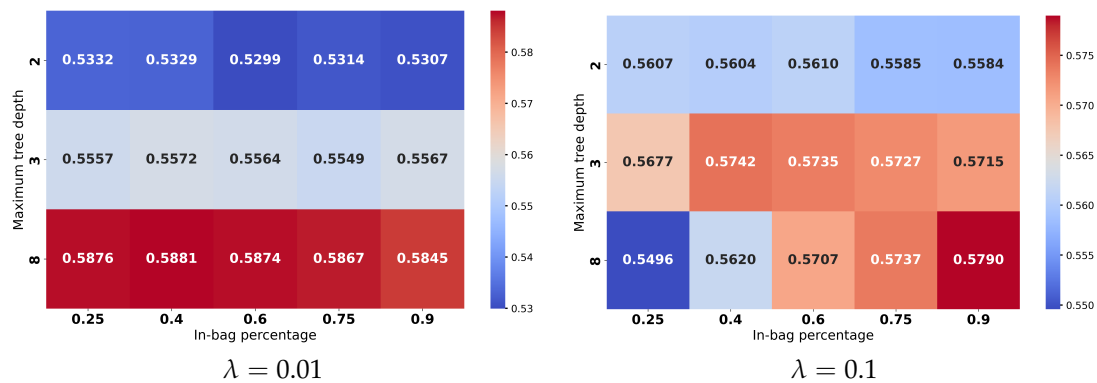 2 0.5332 0.5329 0.5299 0.5314 0.5307
3 0.5557 0.5572 0.5564 0.5549 0.5567
8 0.5876 0.5881 0.5874 0.5867 0.5845
0.25 0.4 0.6 0.75 0.9
Maximum tree depth
In-bag percentage
0.58
0.57
0.56
0.55
0.54
0.53
λ = 0.01
2 0.5607 0.5604 0.5610 0.5585 0.5584
3 0.5677 0.5742 0.5735 0.5727 0.5715
8 0.5496 0.5620 0.5707 0.5737 0.5790
0.25 0.4 0.6 0.75 0.9
Maximum tree depth
In-bag percentage
0.575
0.570
0.565
0.560
0.555
0.550
λ = 0.1